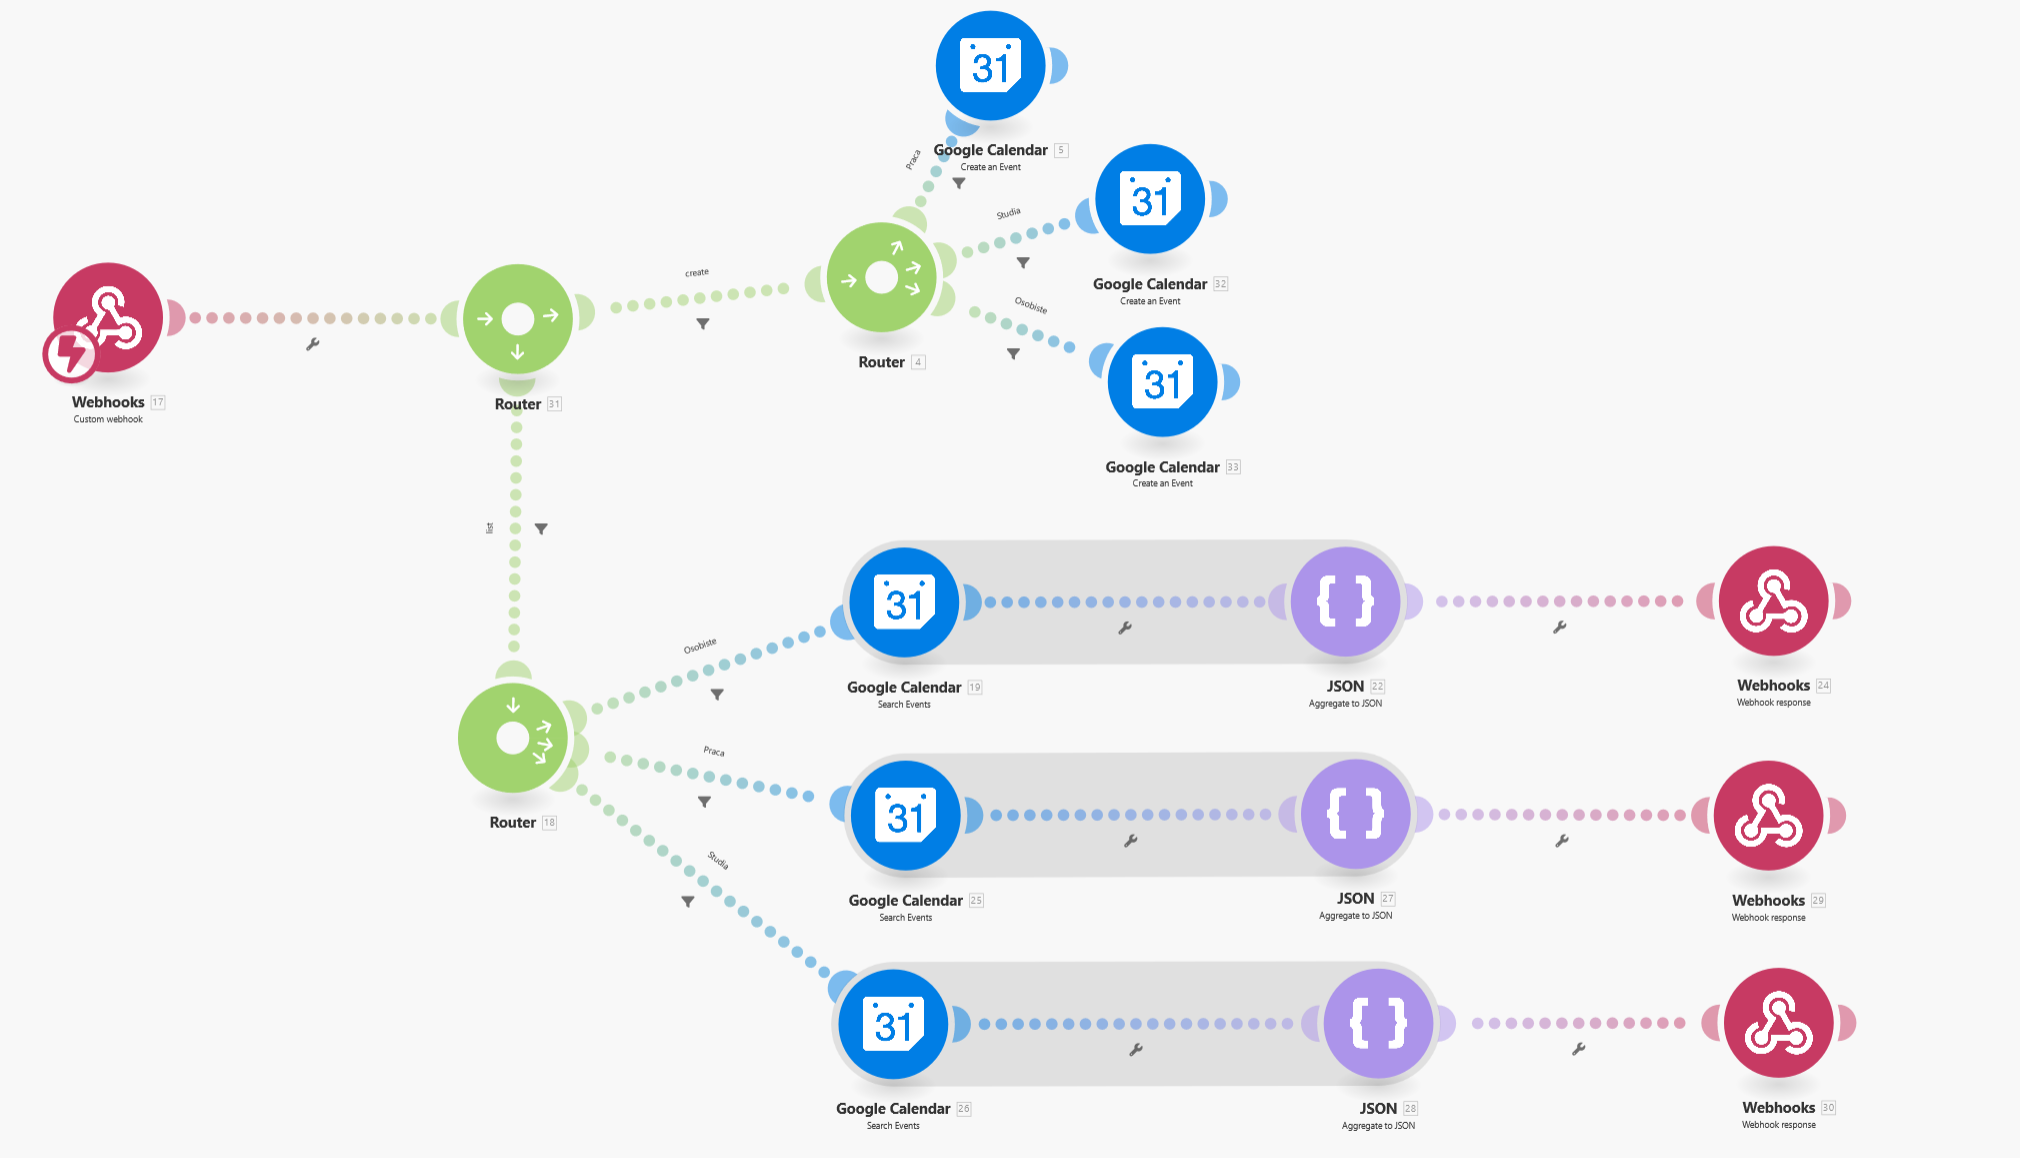 31
Google Calendar 5
Create an Event
Praca
31
Studia
Google Calendar 32
Create an Event
create
Osobiste
31
Router 4
Google Calendar 33
Create an Event
Webhooks 17
Custom webhook
Router 31
list
31
{ }
Osobiste
Google Calendar 19
Search Events
JSON 22
Aggregate to JSON
Webhooks 24
Webhook response
Router 18
Praca
31
{ }
Google Calendar 25
Search Events
JSON 27
Aggregate to JSON
Webhooks 29
Webhook response
Studia
31
{ }
Google Calendar 26
Search Events
JSON 28
Aggregate to JSON
Webhooks 30
Webhook response